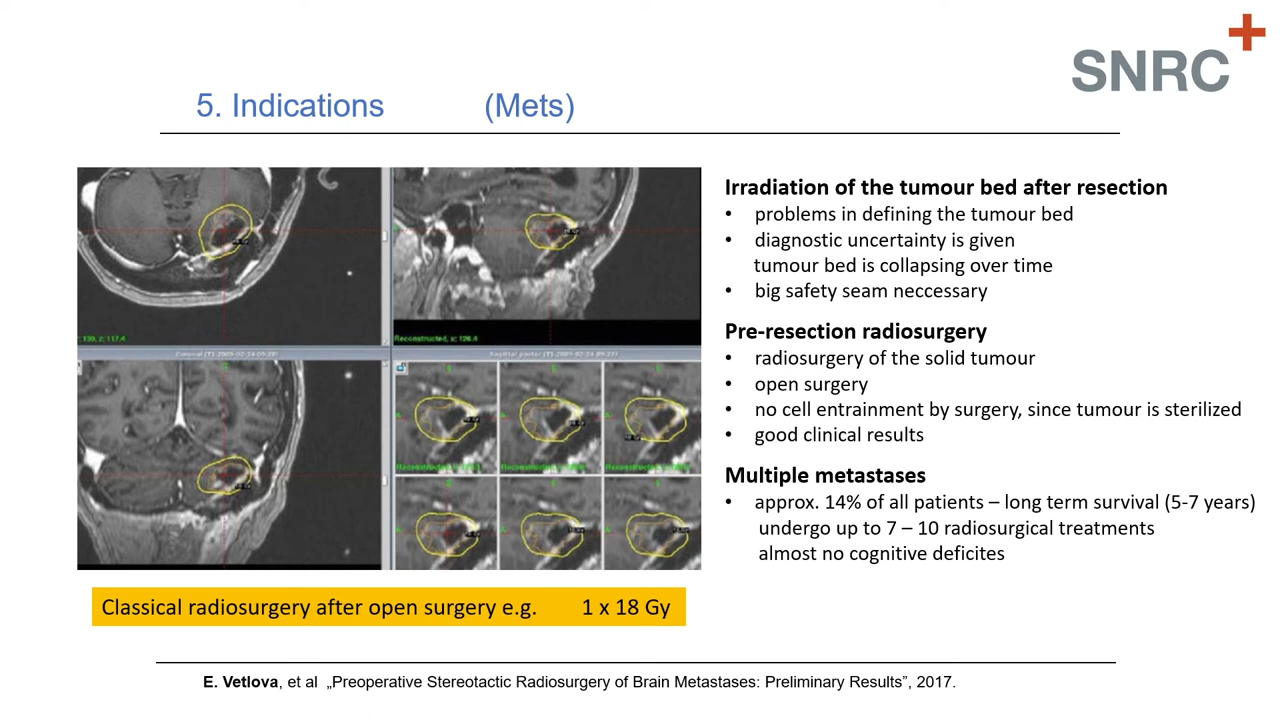 SNRC
5. Indications (Mets)
Irradiation of the tumour bed after resection
• problems in defining the tumour bed
• diagnostic uncertainty is given
tumour bed is collapsing over time
• big safety seam neccessary
Pre-resection radiosurgery
• radiosurgery of the solid tumour
• open surgery
• no cell entrainment by surgery, since tumour is sterilized
• good clinical results
Multiple metastases
• approx. 14% of all patients – long term survival (5-7 years)
undergo up to 7 – 10 radiosurgical treatments
almost no cognitive deficites
Reconstructed, x: 126.4
Classical radiosurgery after open surgery e.g. 1 x 18 Gy
E. Vetlova, et al „Preoperative Stereotactic Radiosurgery of Brain Metastases: Preliminary Results”, 2017.